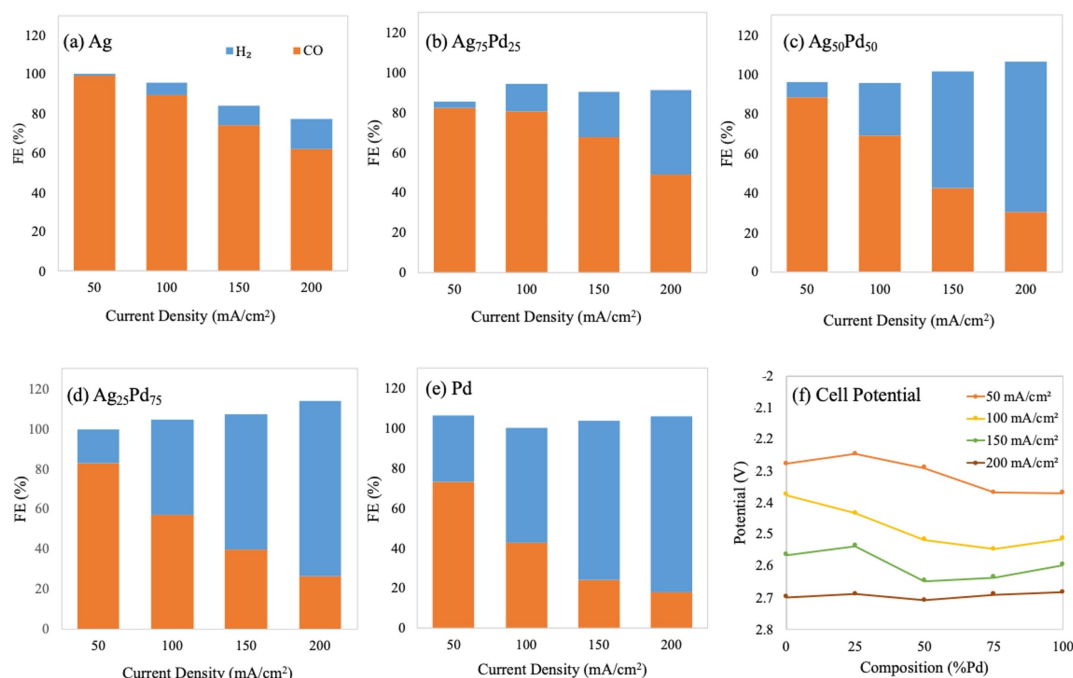 (a) Ag
H₂
CO
120
100
80
60
40
20
0
FE (%)
50 100 150 200
Current Density (mA/cm²)
(b) Ag₇₅Pd₂₅
120
100
80
60
40
20
0
FE (%)
50 100 150 200
Current Density (mA/cm²)
(c) Ag₅₀Pd₅₀
120
100
80
60
40
20
0
FE (%)
50 100 150 200
Current Density (mA/cm²)
(d) Ag₂₅Pd₇₅
120
100
80
60
40
20
0
FE (%)
50 100 150 200
Current Density (mA/cm²)
(e) Pd
120
100
80
60
40
20
0
FE (%)
50 100 150 200
Current Density (mA/cm²)
(f) Cell Potential
50 mA/cm²
100 mA/cm²
150 mA/cm²
200 mA/cm²
-2
-2.1
2.2
2.3
2.4
2.5
2.6
2.7
2.8
Potential (V)
0 25 50 75 100
Composition (%Pd)